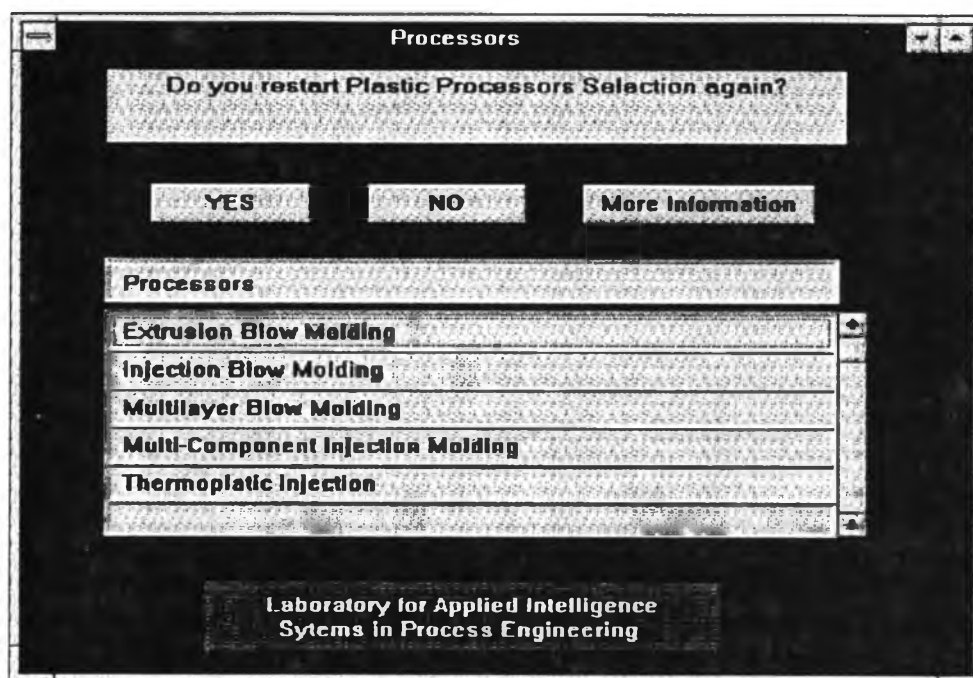 Processors
Do you restart Plastic Processors Selection again?
YES NO More Information
Processors
Extrusion Blow Molding
Injection Blow Molding
Multilayer Blow Molding
Multi-Component Injection Molding
Thermoplatic Injection
Laboratory for Applied Intelligence
Sytems in Process Engineering